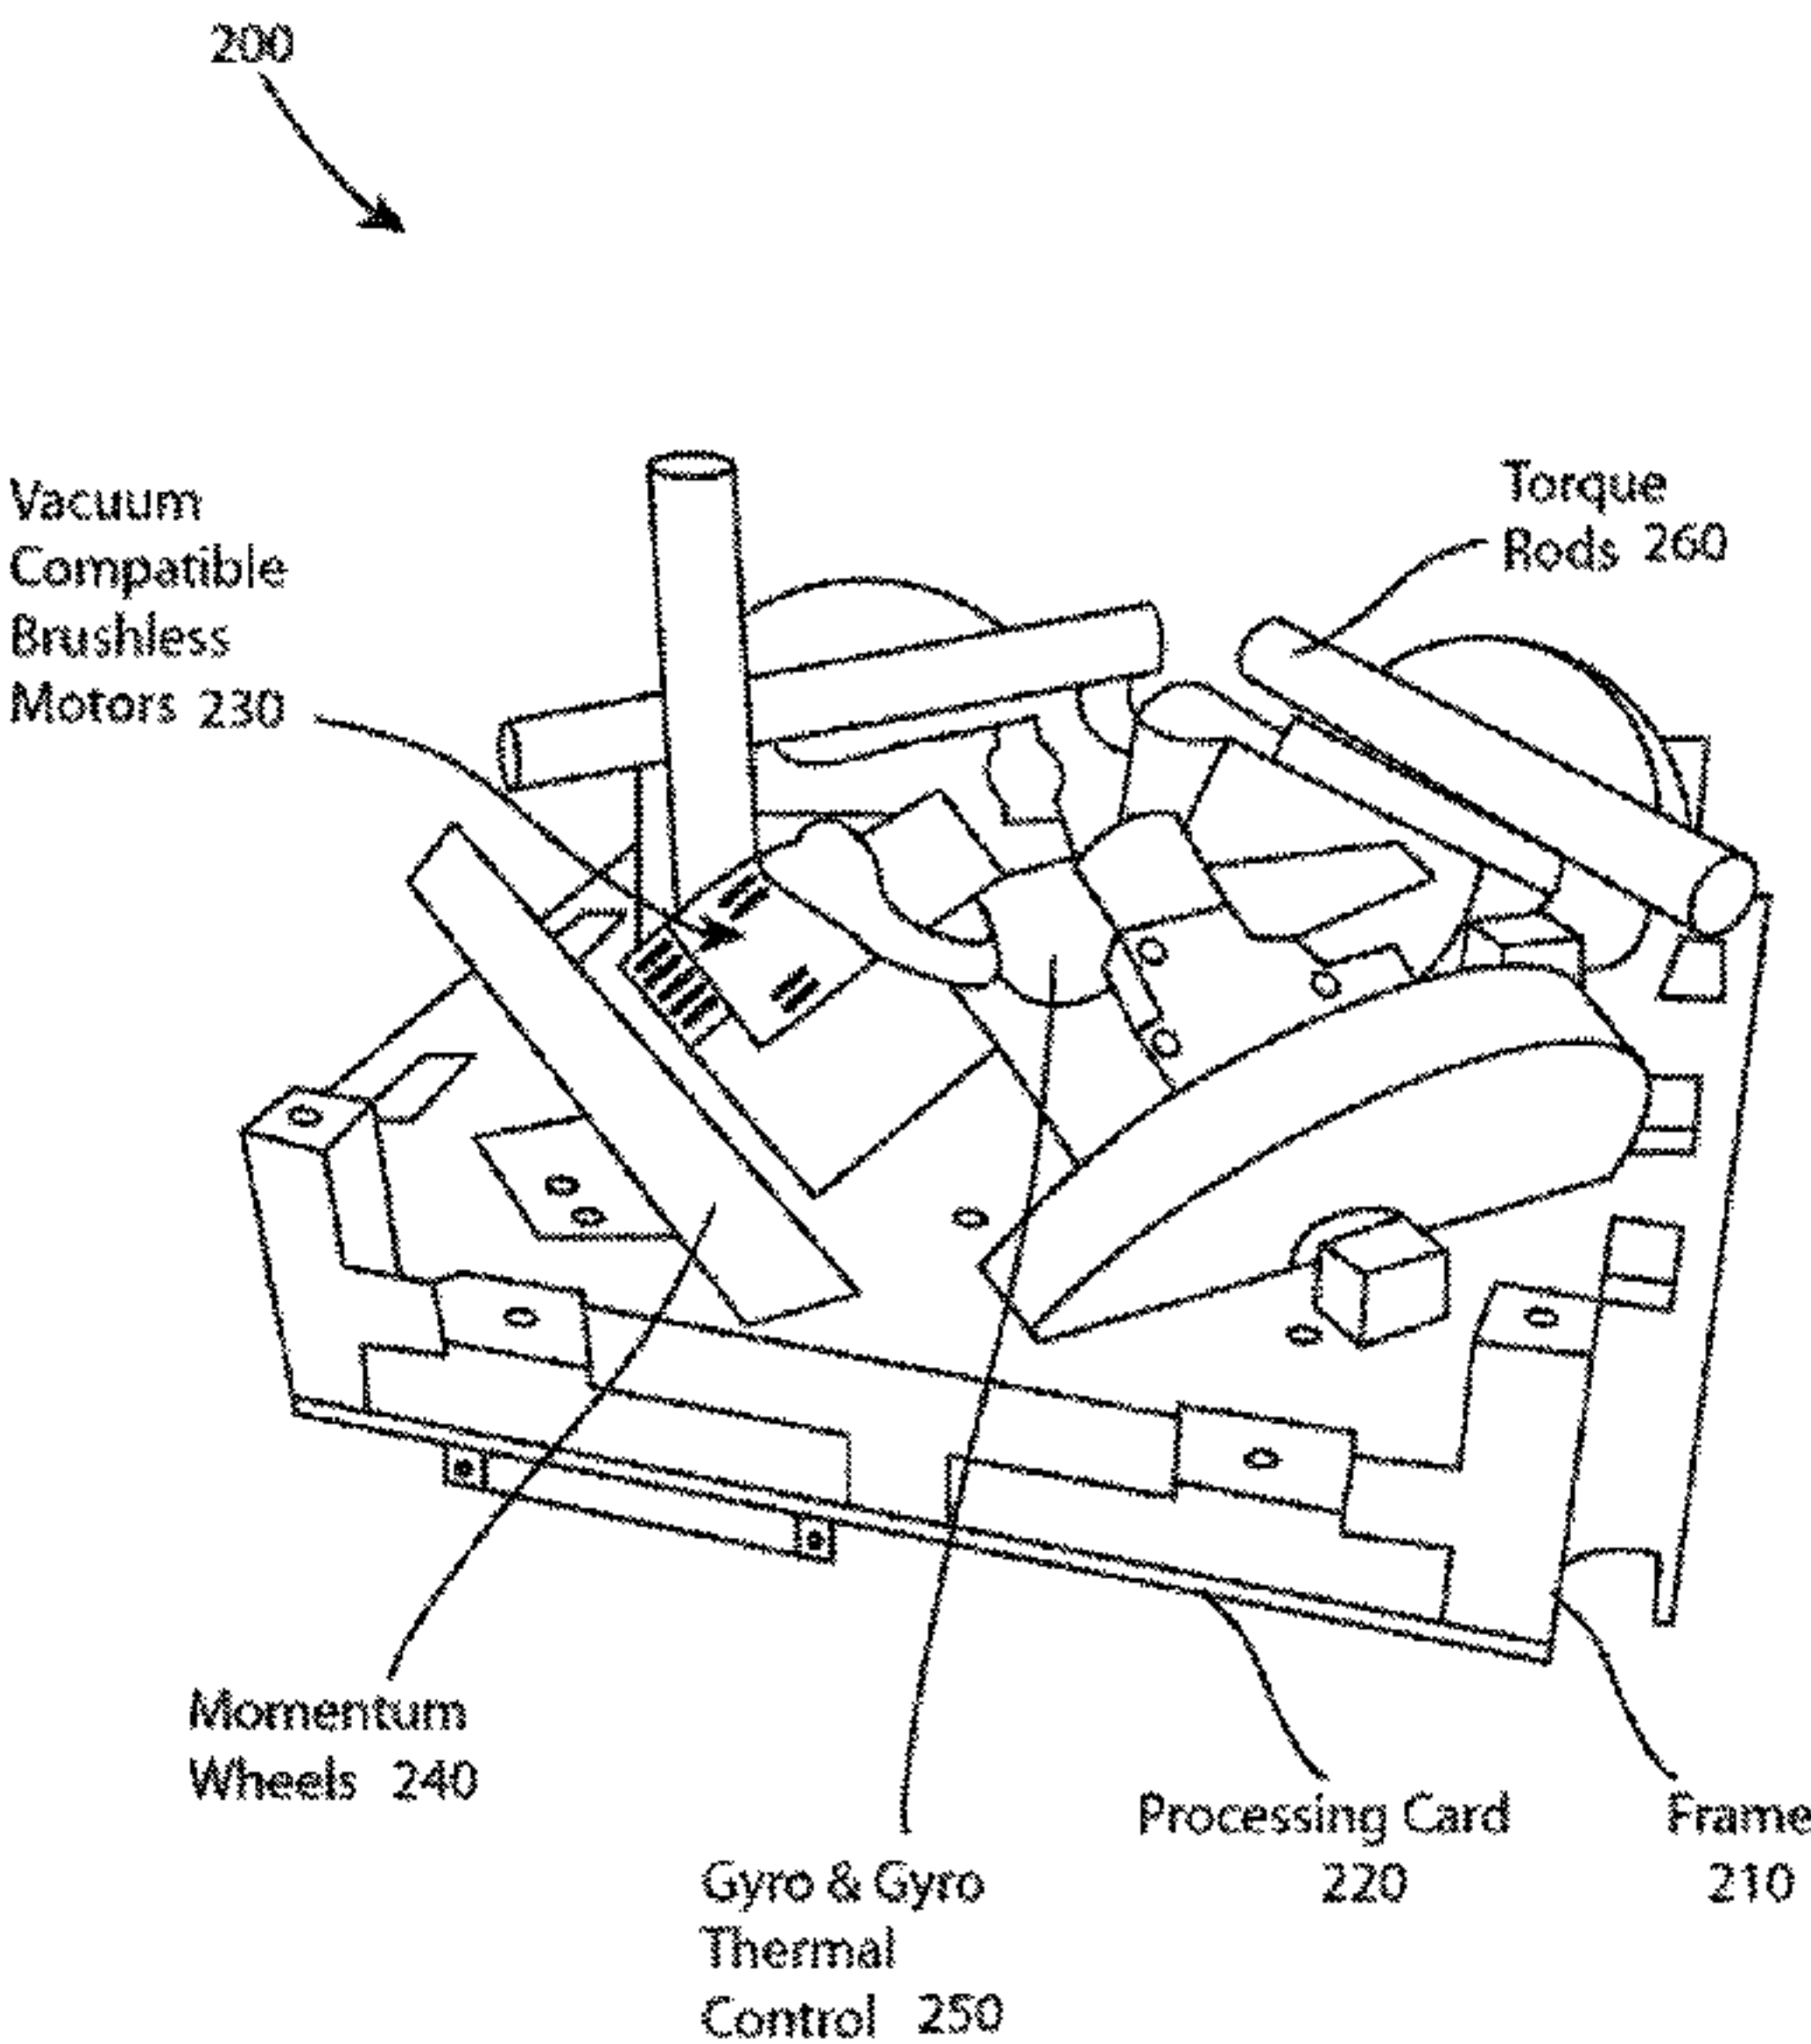 200
Vacuum
Compatible
Brushless
Motors 230
Torque
Rods 260
Momentum
Wheels 240
Gyro & Gyro
Thermal
Control 250
Processing Card
220
Frame
210